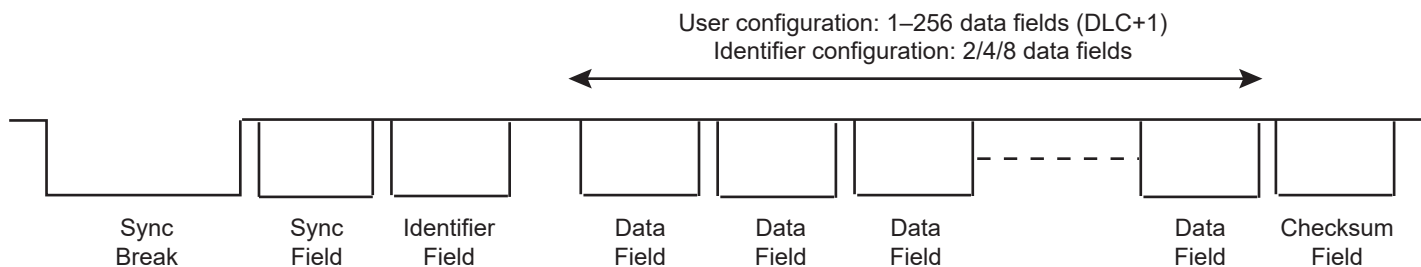 User configuration: 1–256 data fields (DLC+1)
Identifier configuration: 2/4/8 data fields
Sync Break
Sync Field
Identifier Field
Data Field
Data Field
Data Field
Data Field
Checksum Field